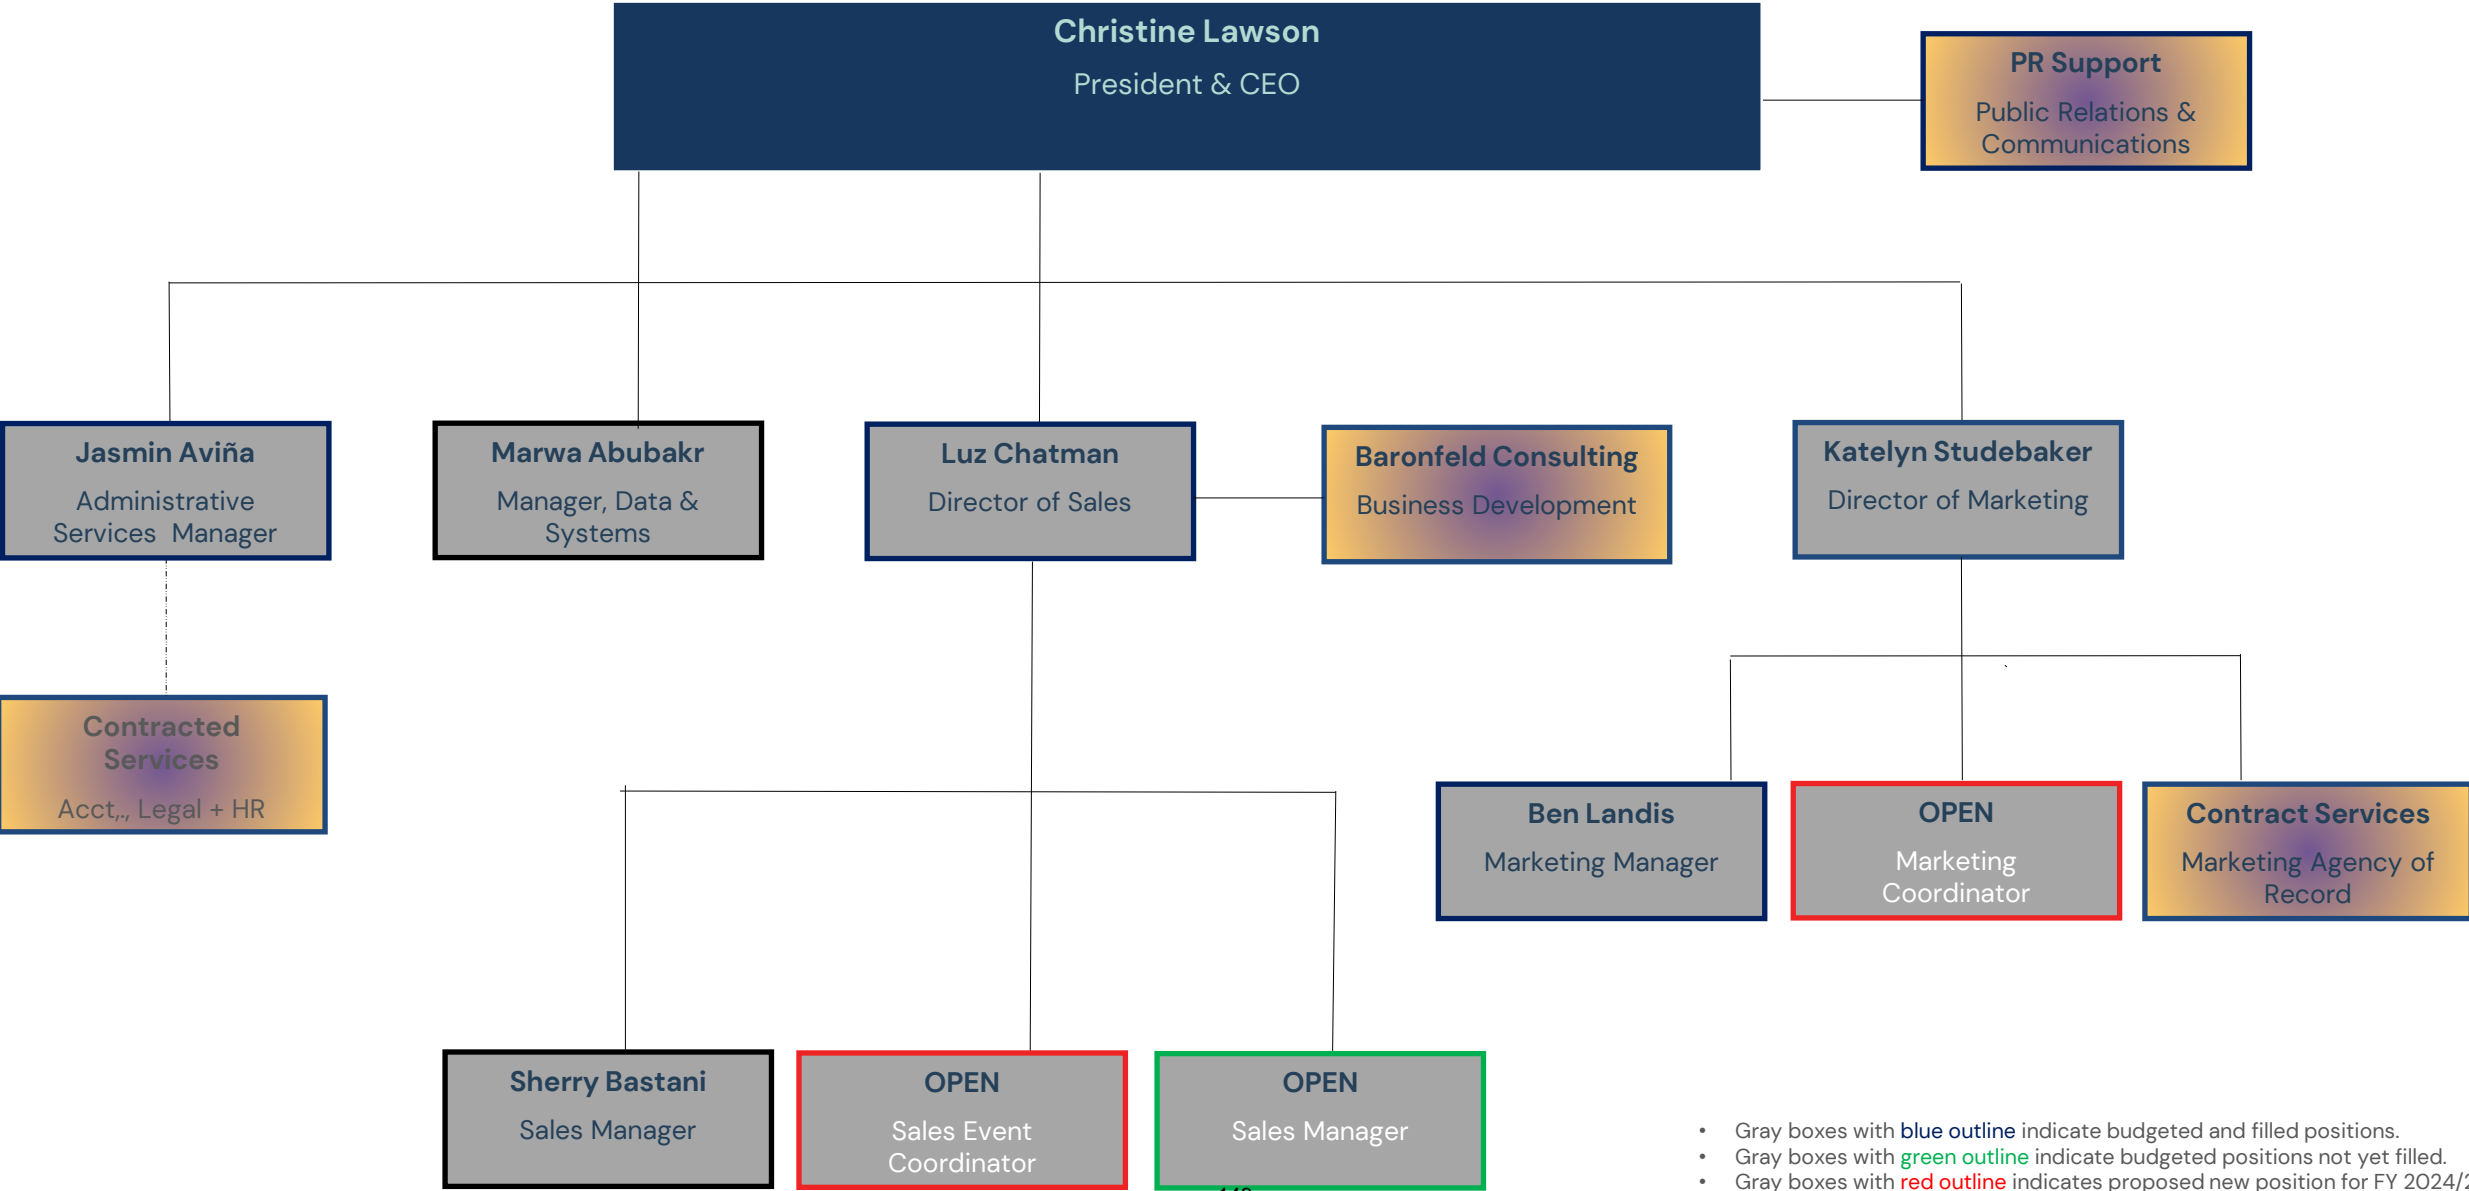 Christine Lawson
President & CEO
PR Support
Public Relations &
Communications
Jasmin Aviña
Administrative
Services Manager
Marwa Abubakr
Manager, Data &
Systems
Luz Chatman
Director of Sales
Baronfeld Consulting
Business Development
Katelyn Studebaker
Director of Marketing
Contracted
Services
Acct,., Legal + HR
Ben Landis
Marketing Manager
OPEN
Marketing
Coordinator
Contract Services
Marketing Agency of
Record
Sherry Bastani
Sales Manager
OPEN
Sales Event
Coordinator
OPEN
Sales Manager
• Gray boxes with blue outline indicate budgeted and filled positions.
• Gray boxes with green outline indicate budgeted positions not yet filled.
• Gray boxes with red outline indicates proposed new position for FY